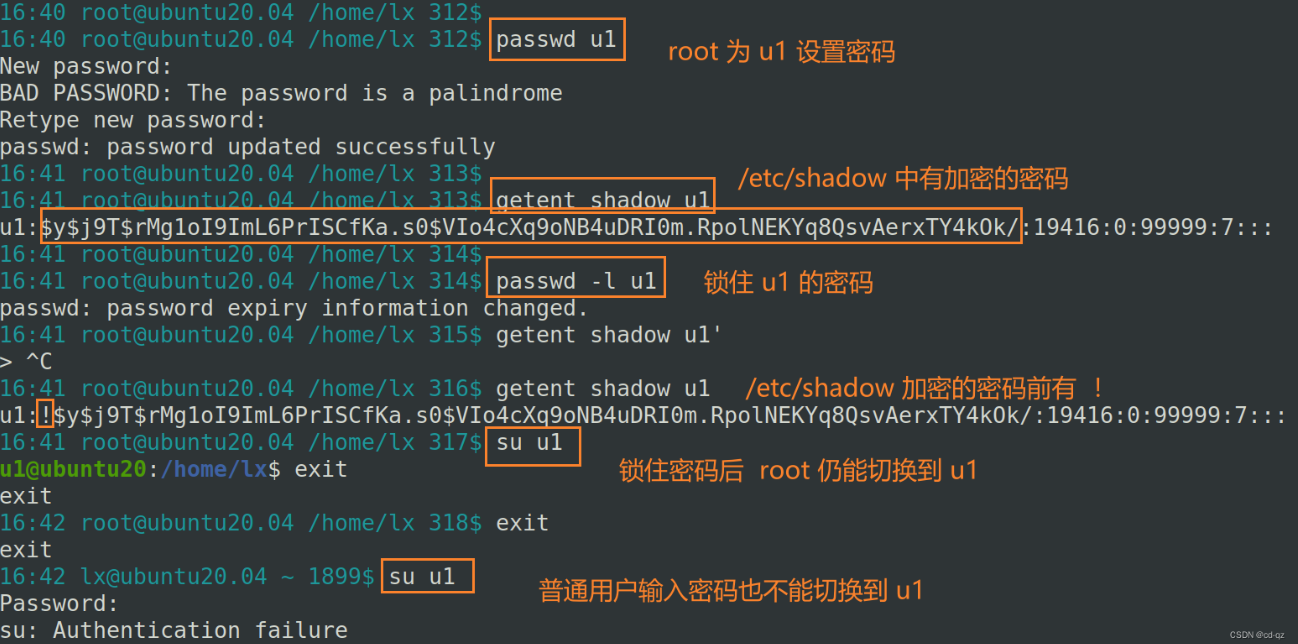 16:40 root@ubuntu20.04 /home/lx 312$
16:40 root@ubuntu20.04 /home/lx 312$ passwd u1 root 为 u1 设置密码
New password:
BAD PASSWORD: The password is a palindrome
Retype new password:
passwd: password updated successfully
16:41 root@ubuntu20.04 /home/lx 313$
/etc/shadow 中有加密的密码
16:41 root@ubuntu20.04 /home/lx 313$ getent shadow u1
u1:$y$j9T$rMg1oI9ImL6PrISCfKa.s0$VIo4cXq9oNB4uDRI0m.RpolNEKYq8QsvAerxTY4kOk/:19416:0:99999:7:::
16:41 root@ubuntu20.04 /home/lx 314$
16:41 root@ubuntu20.04 /home/lx 314$ passwd -l u1 锁住 u1 的密码
passwd: password expiry information changed.
16:41 root@ubuntu20.04 /home/lx 315$ getent shadow u1'
> ^C
16:41 root@ubuntu20.04 /home/lx 316$ getent shadow u1 /etc/shadow 加密的密码前有 ！
u1:!$y$j9T$rMg1oI9ImL6PrISCfKa.s0$VIo4cXq9oNB4uDRI0m.RpolNEKYq8QsvAerxTY4kOk/:19416:0:99999:7:::
16:41 root@ubuntu20.04 /home/lx 317$ su u1
u1@ubuntu20:/home/lx$ exit 锁住密码后 root 仍能切换到 u1
exit
16:42 root@ubuntu20.04 /home/lx 318$ exit
exit
16:42 lx@ubuntu20.04 ~ 1899$ su u1 普通用户输入密码也不能切换到 u1
Password:
su: Authentication failure
CSDN @cd-qz